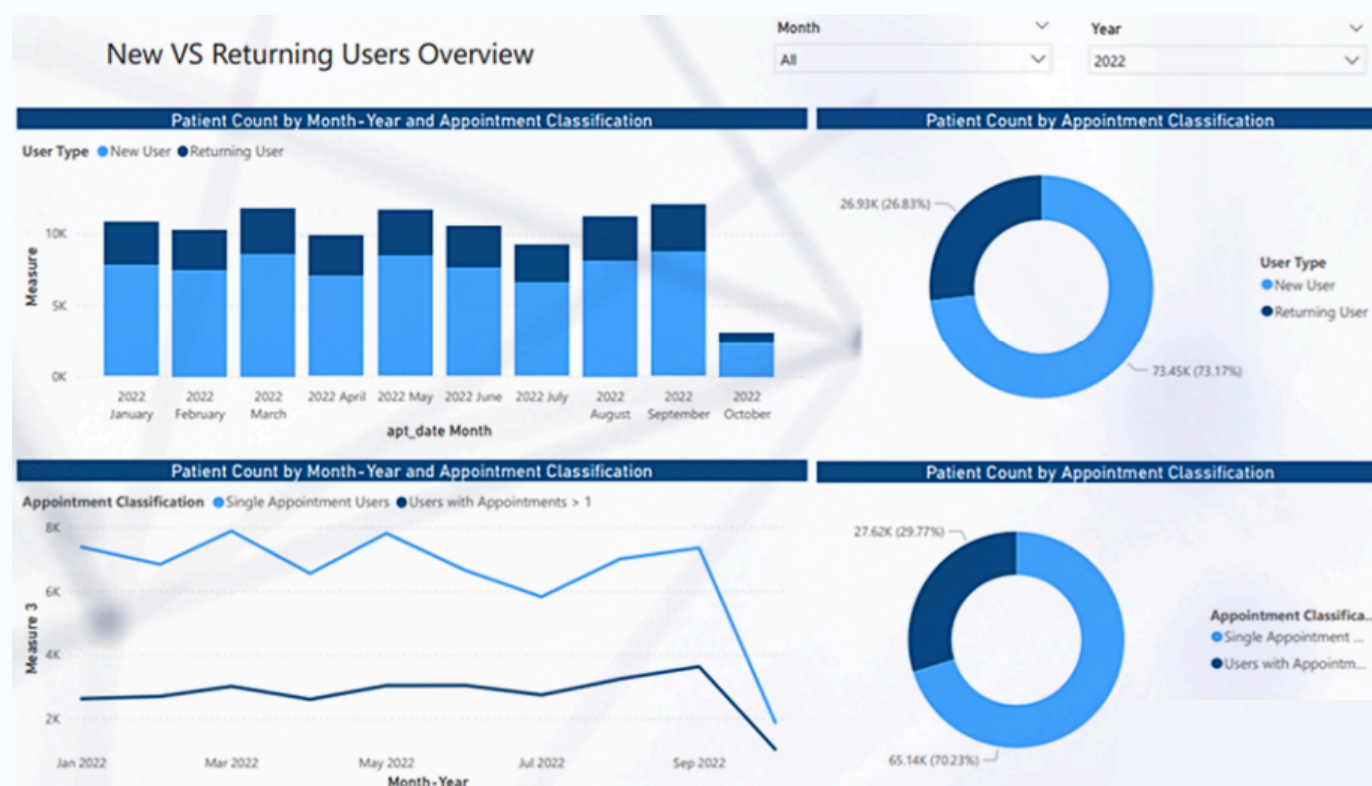 New VS Returning Users Overview
Month
All
Year
2022
Patient Count by Month-Year and Appointment Classification
User Type New User Returning User
Measure
10K
5K
0K
2022 January
2022 February
2022 March
2022 April
2022 May
2022 June
2022 July
2022 August
2022 September
2022 October
apt_date Month
Patient Count by Appointment Classification
26.93K (26.83%)
73.45K (73.17%)
User Type
New User
Returning User
Patient Count by Month-Year and Appointment Classification
Appointment Classification Single Appointment Users Users with Appointments > 1
Measure 3
8K
6K
4K
2K
Jan 2022
Mar 2022
May 2022
Jul 2022
Sep 2022
Month-Year
Patient Count by Appointment Classification
27.62K (29.77%)
65.14K (70.23%)
Appointment Classifica...
Single Appointment ...
Users with Appointm...